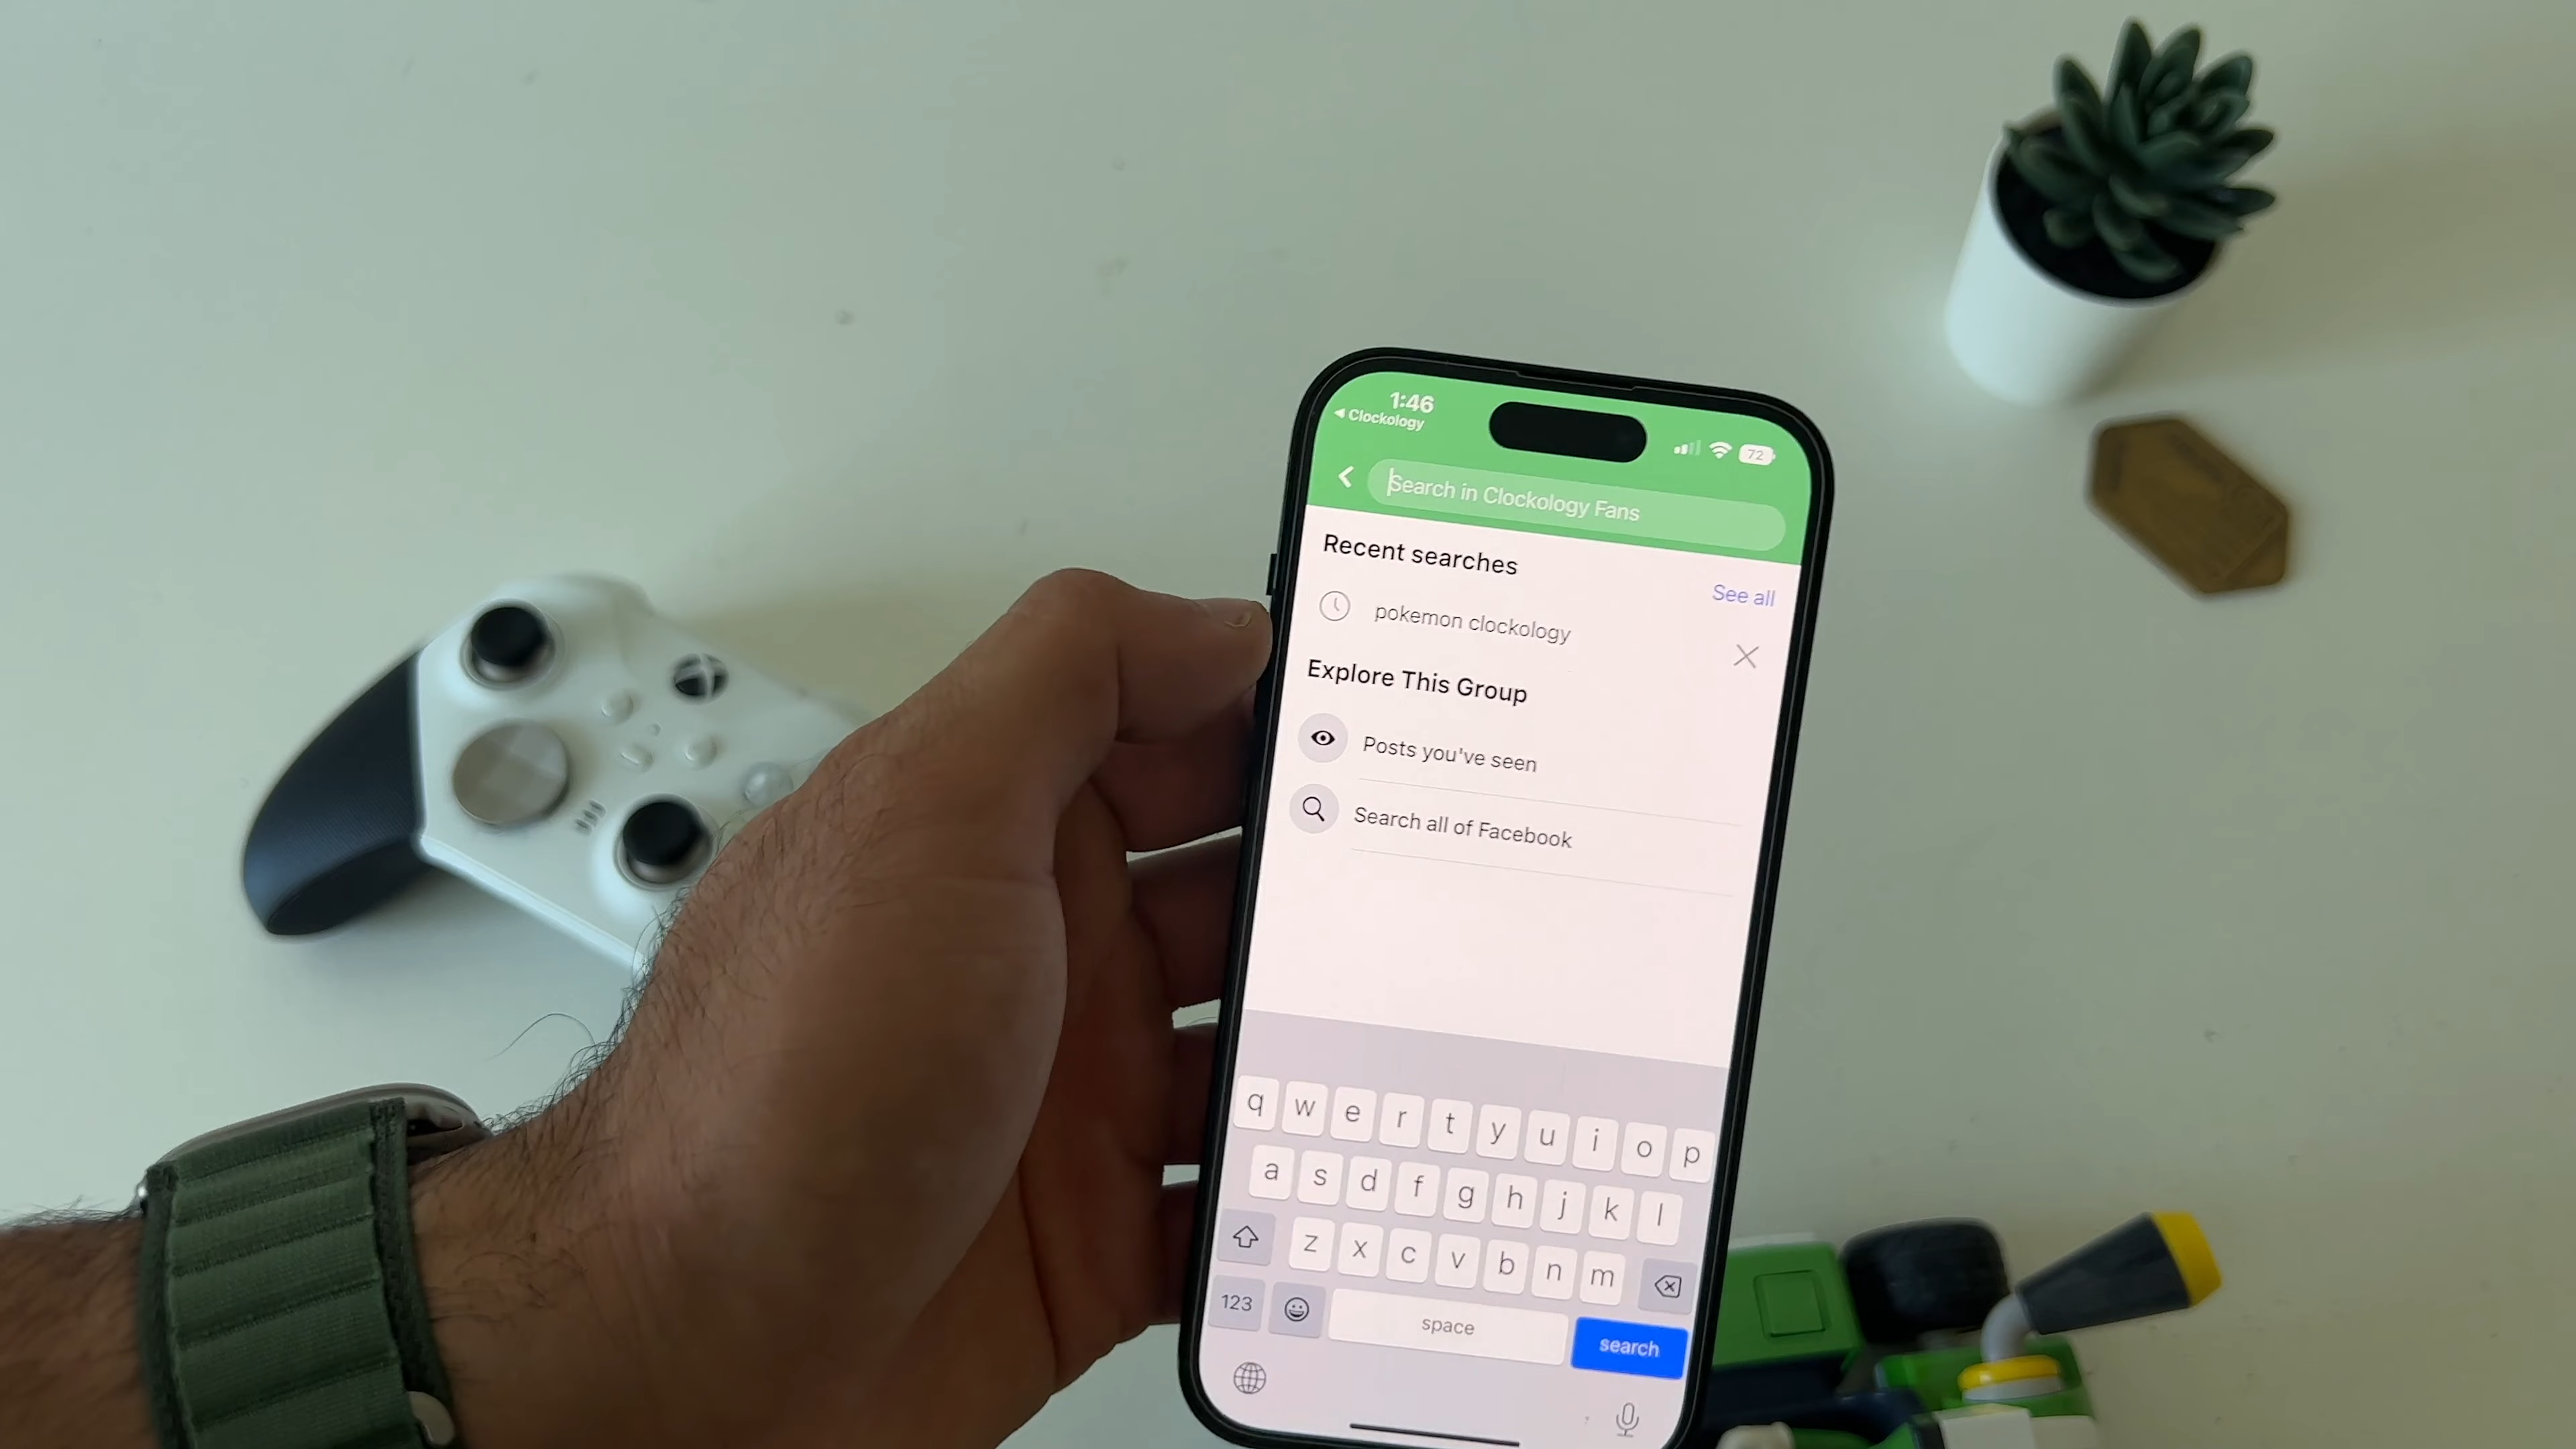 1:46
Clockology
72
Search in Clockology Fans
Recent searches
See all
pokemon clockology
Explore This Group
Posts you've seen
Search all of Facebook
q w e r t y u i o p
a s d f g h j k l
z x c v b n m
123
space
search